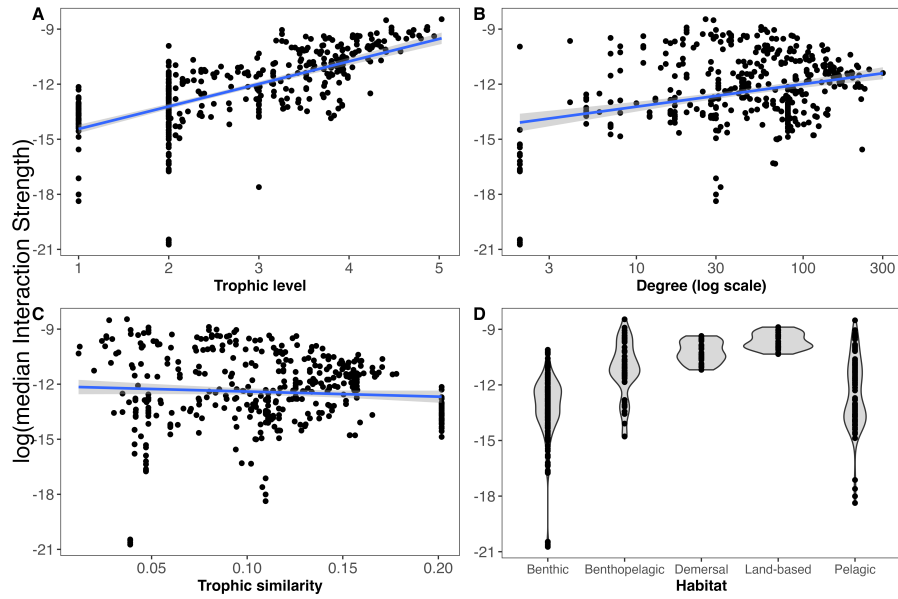 A
-9
-12
-15
-18
-21
1
2
3
4
5
Trophic level
B
-9
-12
-15
-18
-21
3
10
30
100
300
Degree (log scale)
log(median Interaction Strength)
C
-9
-12
-15
-18
-21
0.05
0.10
0.15
0.20
Trophic similarity
D
-9
-12
-15
-18
-21
Benthic
Benthopelagic
Demersal
Land-based
Pelagic
Habitat